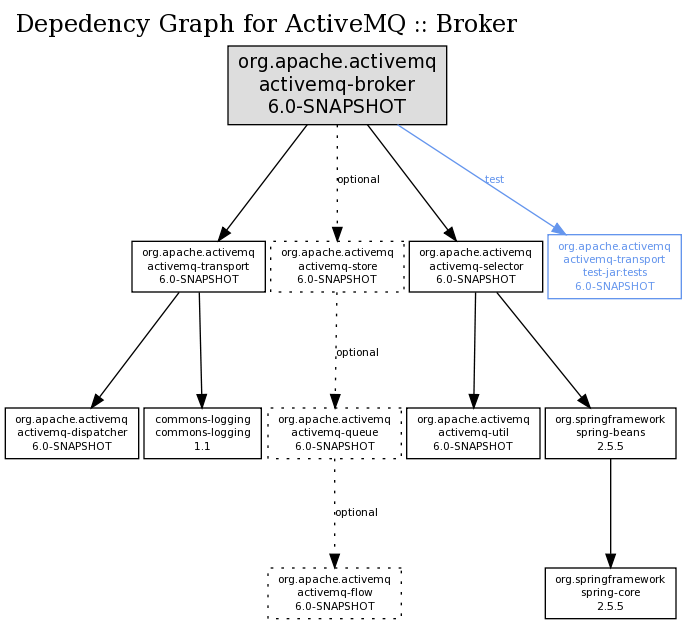 Depedency Graph for ActiveMQ :: Broker
org.apache.activemq
activemq-broker
6.0-SNAPSHOT
optional
test
org.apache.activemq
activemq-transport
6.0-SNAPSHOT
org.apache.activemq
activemq-store
6.0-SNAPSHOT
org.apache.activemq
activemq-selector
6.0-SNAPSHOT
org.apache.activemq
activemq-transport
test-jar:tests
6.0-SNAPSHOT
optional
org.apache.activemq
activemq-dispatcher
6.0-SNAPSHOT
commons-logging
commons-logging
1.1
org.apache.activemq
activemq-queue
6.0-SNAPSHOT
org.apache.activemq
activemq-util
6.0-SNAPSHOT
org.springframework
spring-beans
2.5.5
optional
org.apache.activemq
activemq-flow
6.0-SNAPSHOT
org.springframework
spring-core
2.5.5